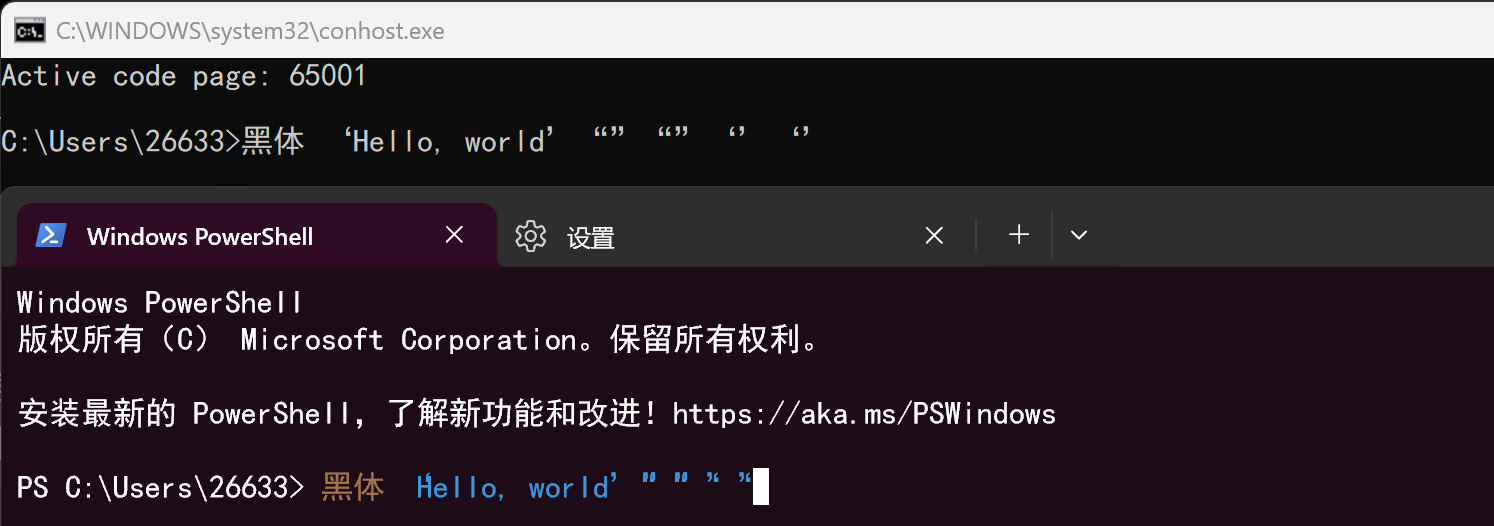 C:\WINDOWS\system32\conhost.exe
Active code page: 65001
C:\Users\26633>黑体 ‘Hello, world’ “” “” ‘’ ‘’
Windows PowerShell
设置
Windows PowerShell
版权所有（C） Microsoft Corporation。保留所有权利。
安装最新的 PowerShell，了解新功能和改进！https://aka.ms/PSWindows
PS C:\Users\26633> 黑体 ‘Hello, world’ “” “” ‘’ ‘’